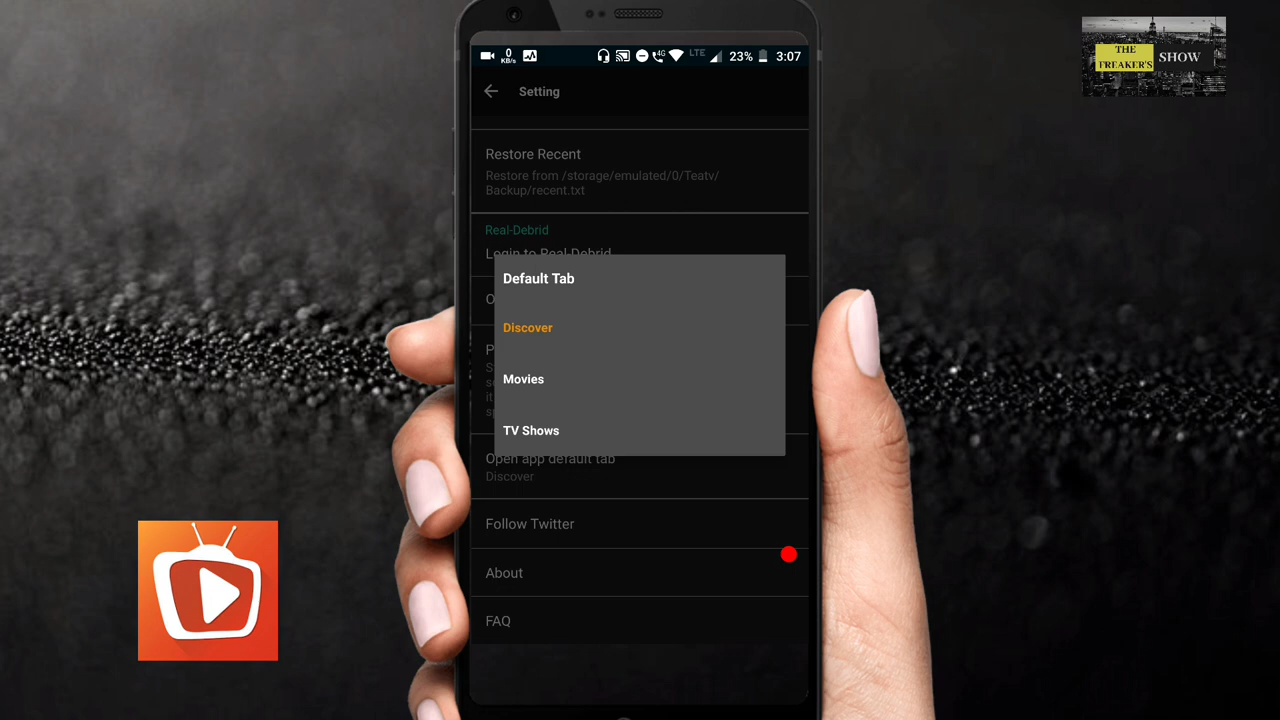 THE
FREAKER'S
SHOW
0
KB/s
4G
LTE
23%
3:07
Setting
Restore Recent
Restore from /storage/emulated/0/Teatv/
Backup/recent.txt
Real-Debrid
Login to Real-Debrid
Default Tab
Discover
Movies
TV Shows
Open app default tab
Discover
Follow Twitter
About
FAQ